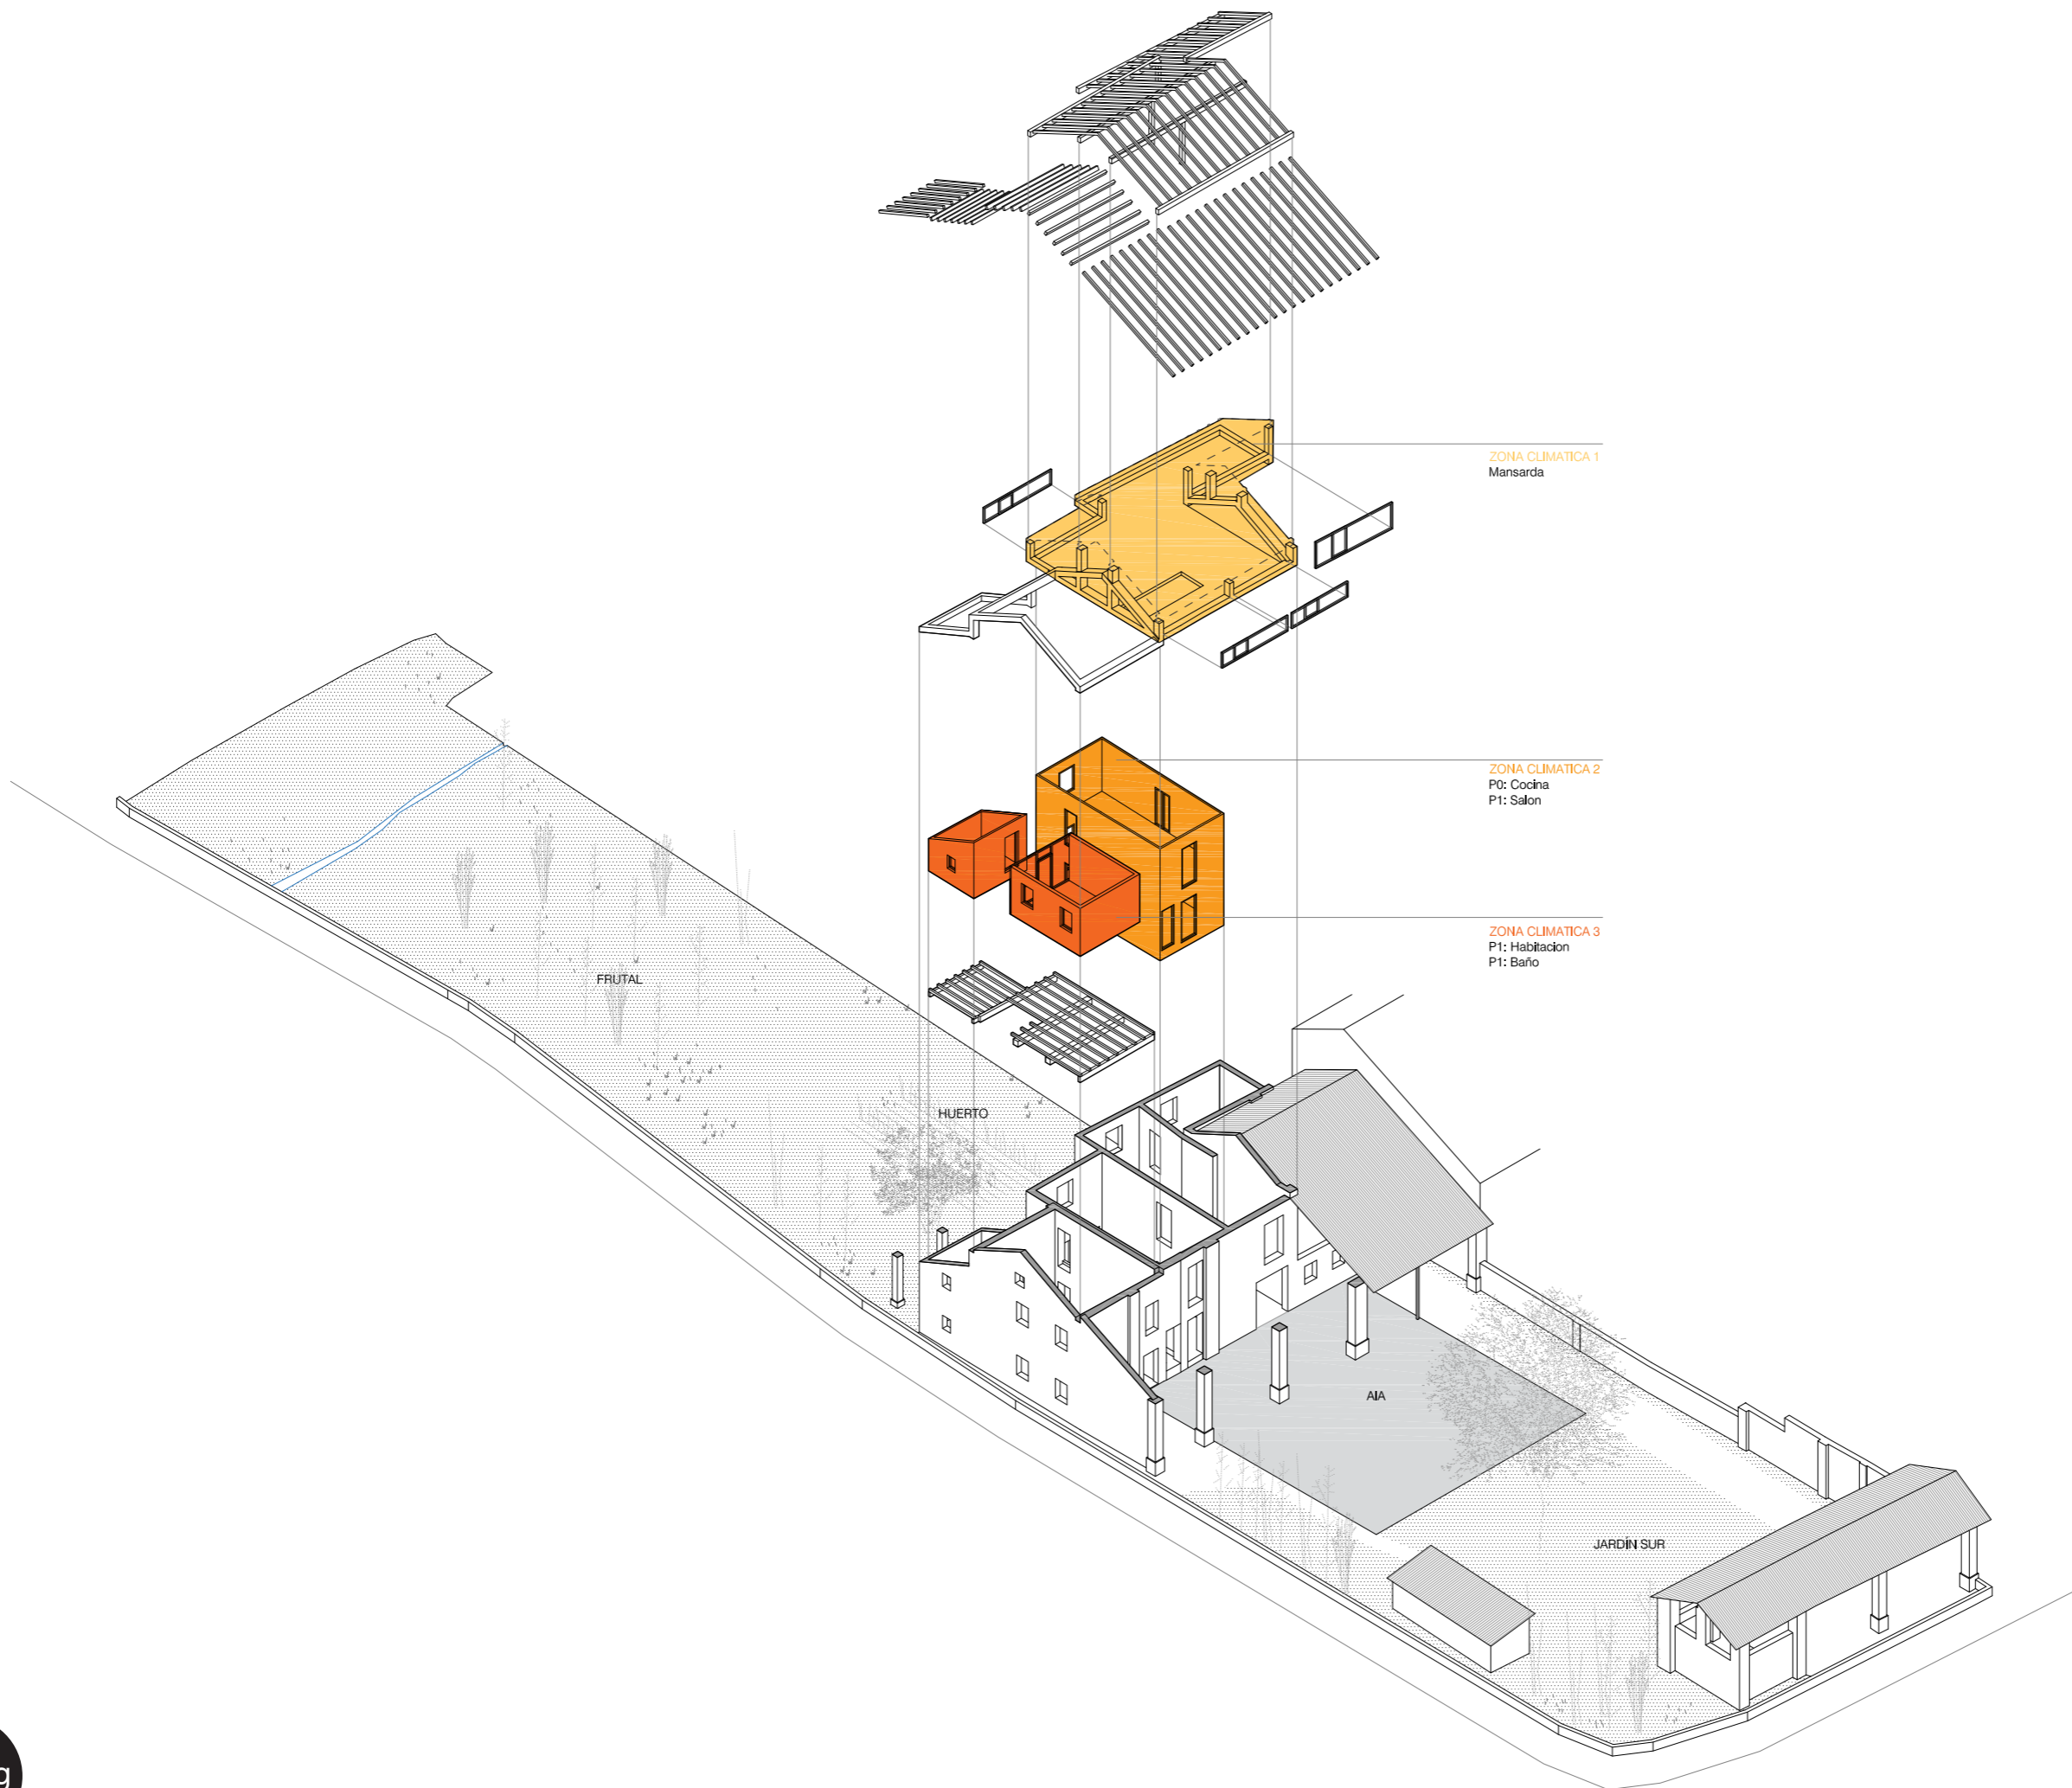 ZONA CLIMATICA 1
Mansarda
ZONA CLIMATICA 2
P0: Cocina
P1: Salon
ZONA CLIMATICA 3
P1: Habitacion
P1: Baño
FRUTAL
HUERTO
AIA
JARDÍN SUR
g